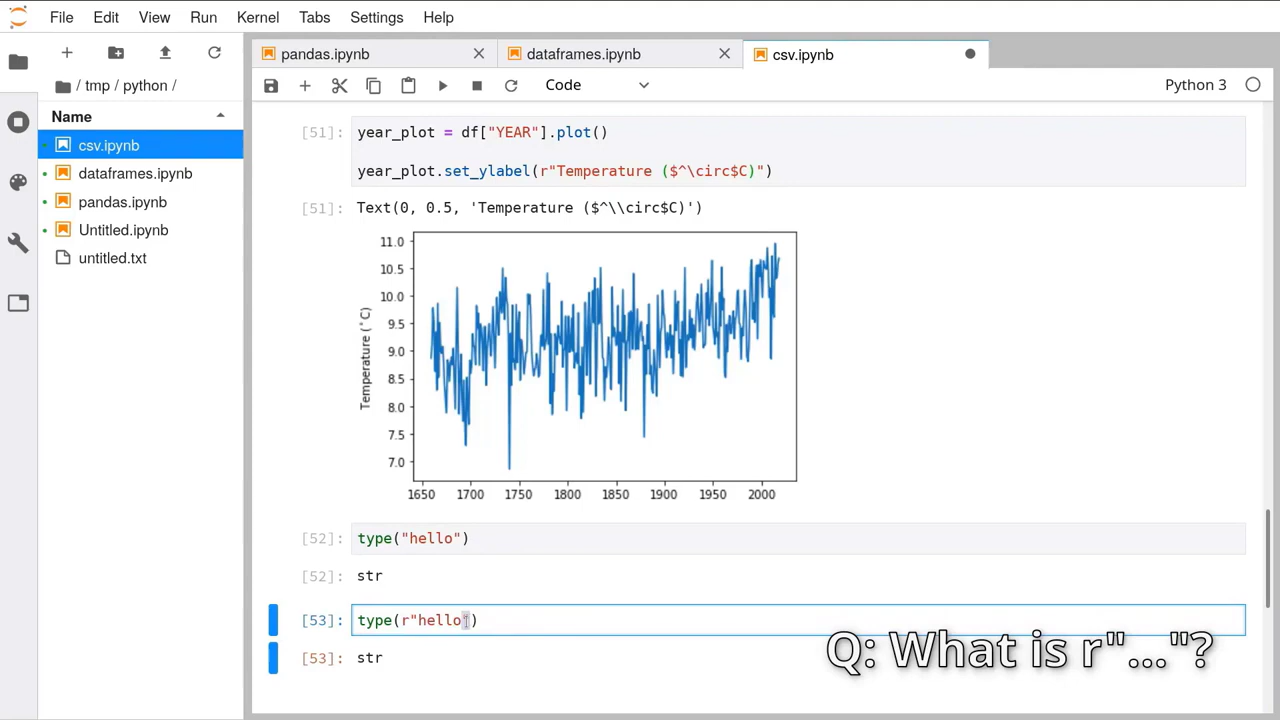 File Edit View Run Kernel Tabs Settings Help
pandas.ipynb dataframes.ipynb csv.ipynb
/ tmp / python /
Code
Python 3
Name
csv.ipynb
dataframes.ipynb
pandas.ipynb
Untitled.ipynb
untitled.txt
[51]: year_plot = df["YEAR"].plot()
year_plot.set_ylabel(r"Temperature ($^\circ$C)")
[51]: Text(0, 0.5, 'Temperature ($^\\circ$C)')
11.0
10.5
10.0
9.5
9.0
8.5
8.0
7.5
7.0
Temperature (°C)
1650 1700 1750 1800 1850 1900 1950 2000
[52]: type("hello")
[52]: str
[53]: type(r"hello")
[53]: str
Q: What is r"..."?